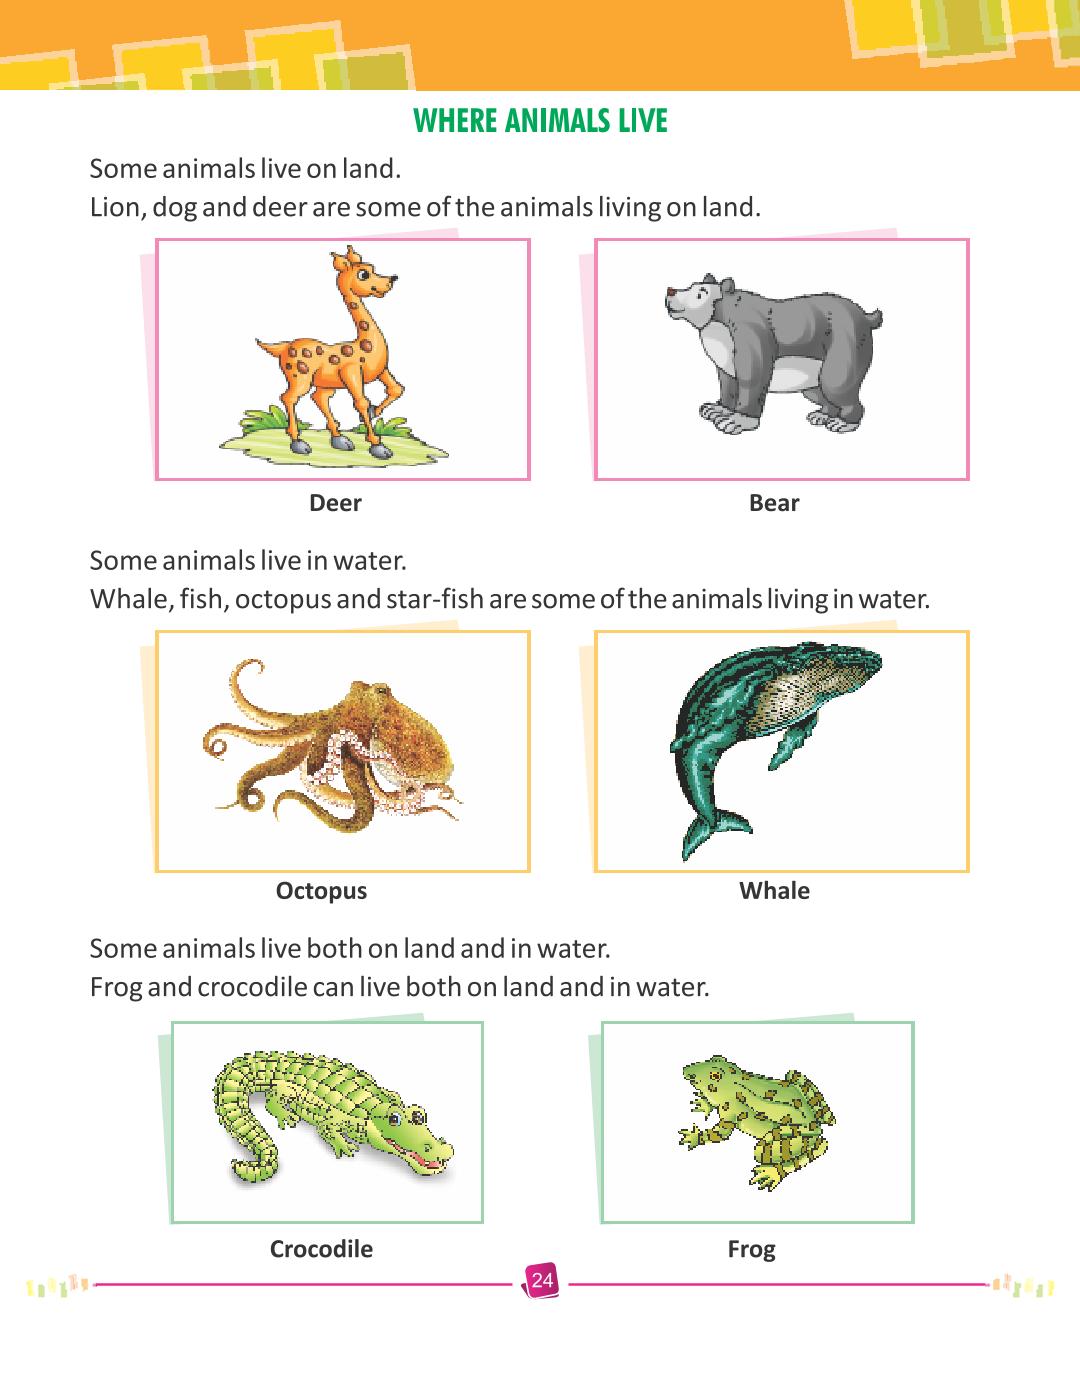 WHERE ANIMALS LIVE
Some animals live on land.
Lion, dog and deer are some of the animals living on land.
Deer
Bear
Some animals live in water.
Whale, fish, octopus and star-fish are some of the animals living in water.
Octopus
Whale
Some animals live both on land and in water.
Frog and crocodile can live both on land and in water.
Crocodile
Frog
24